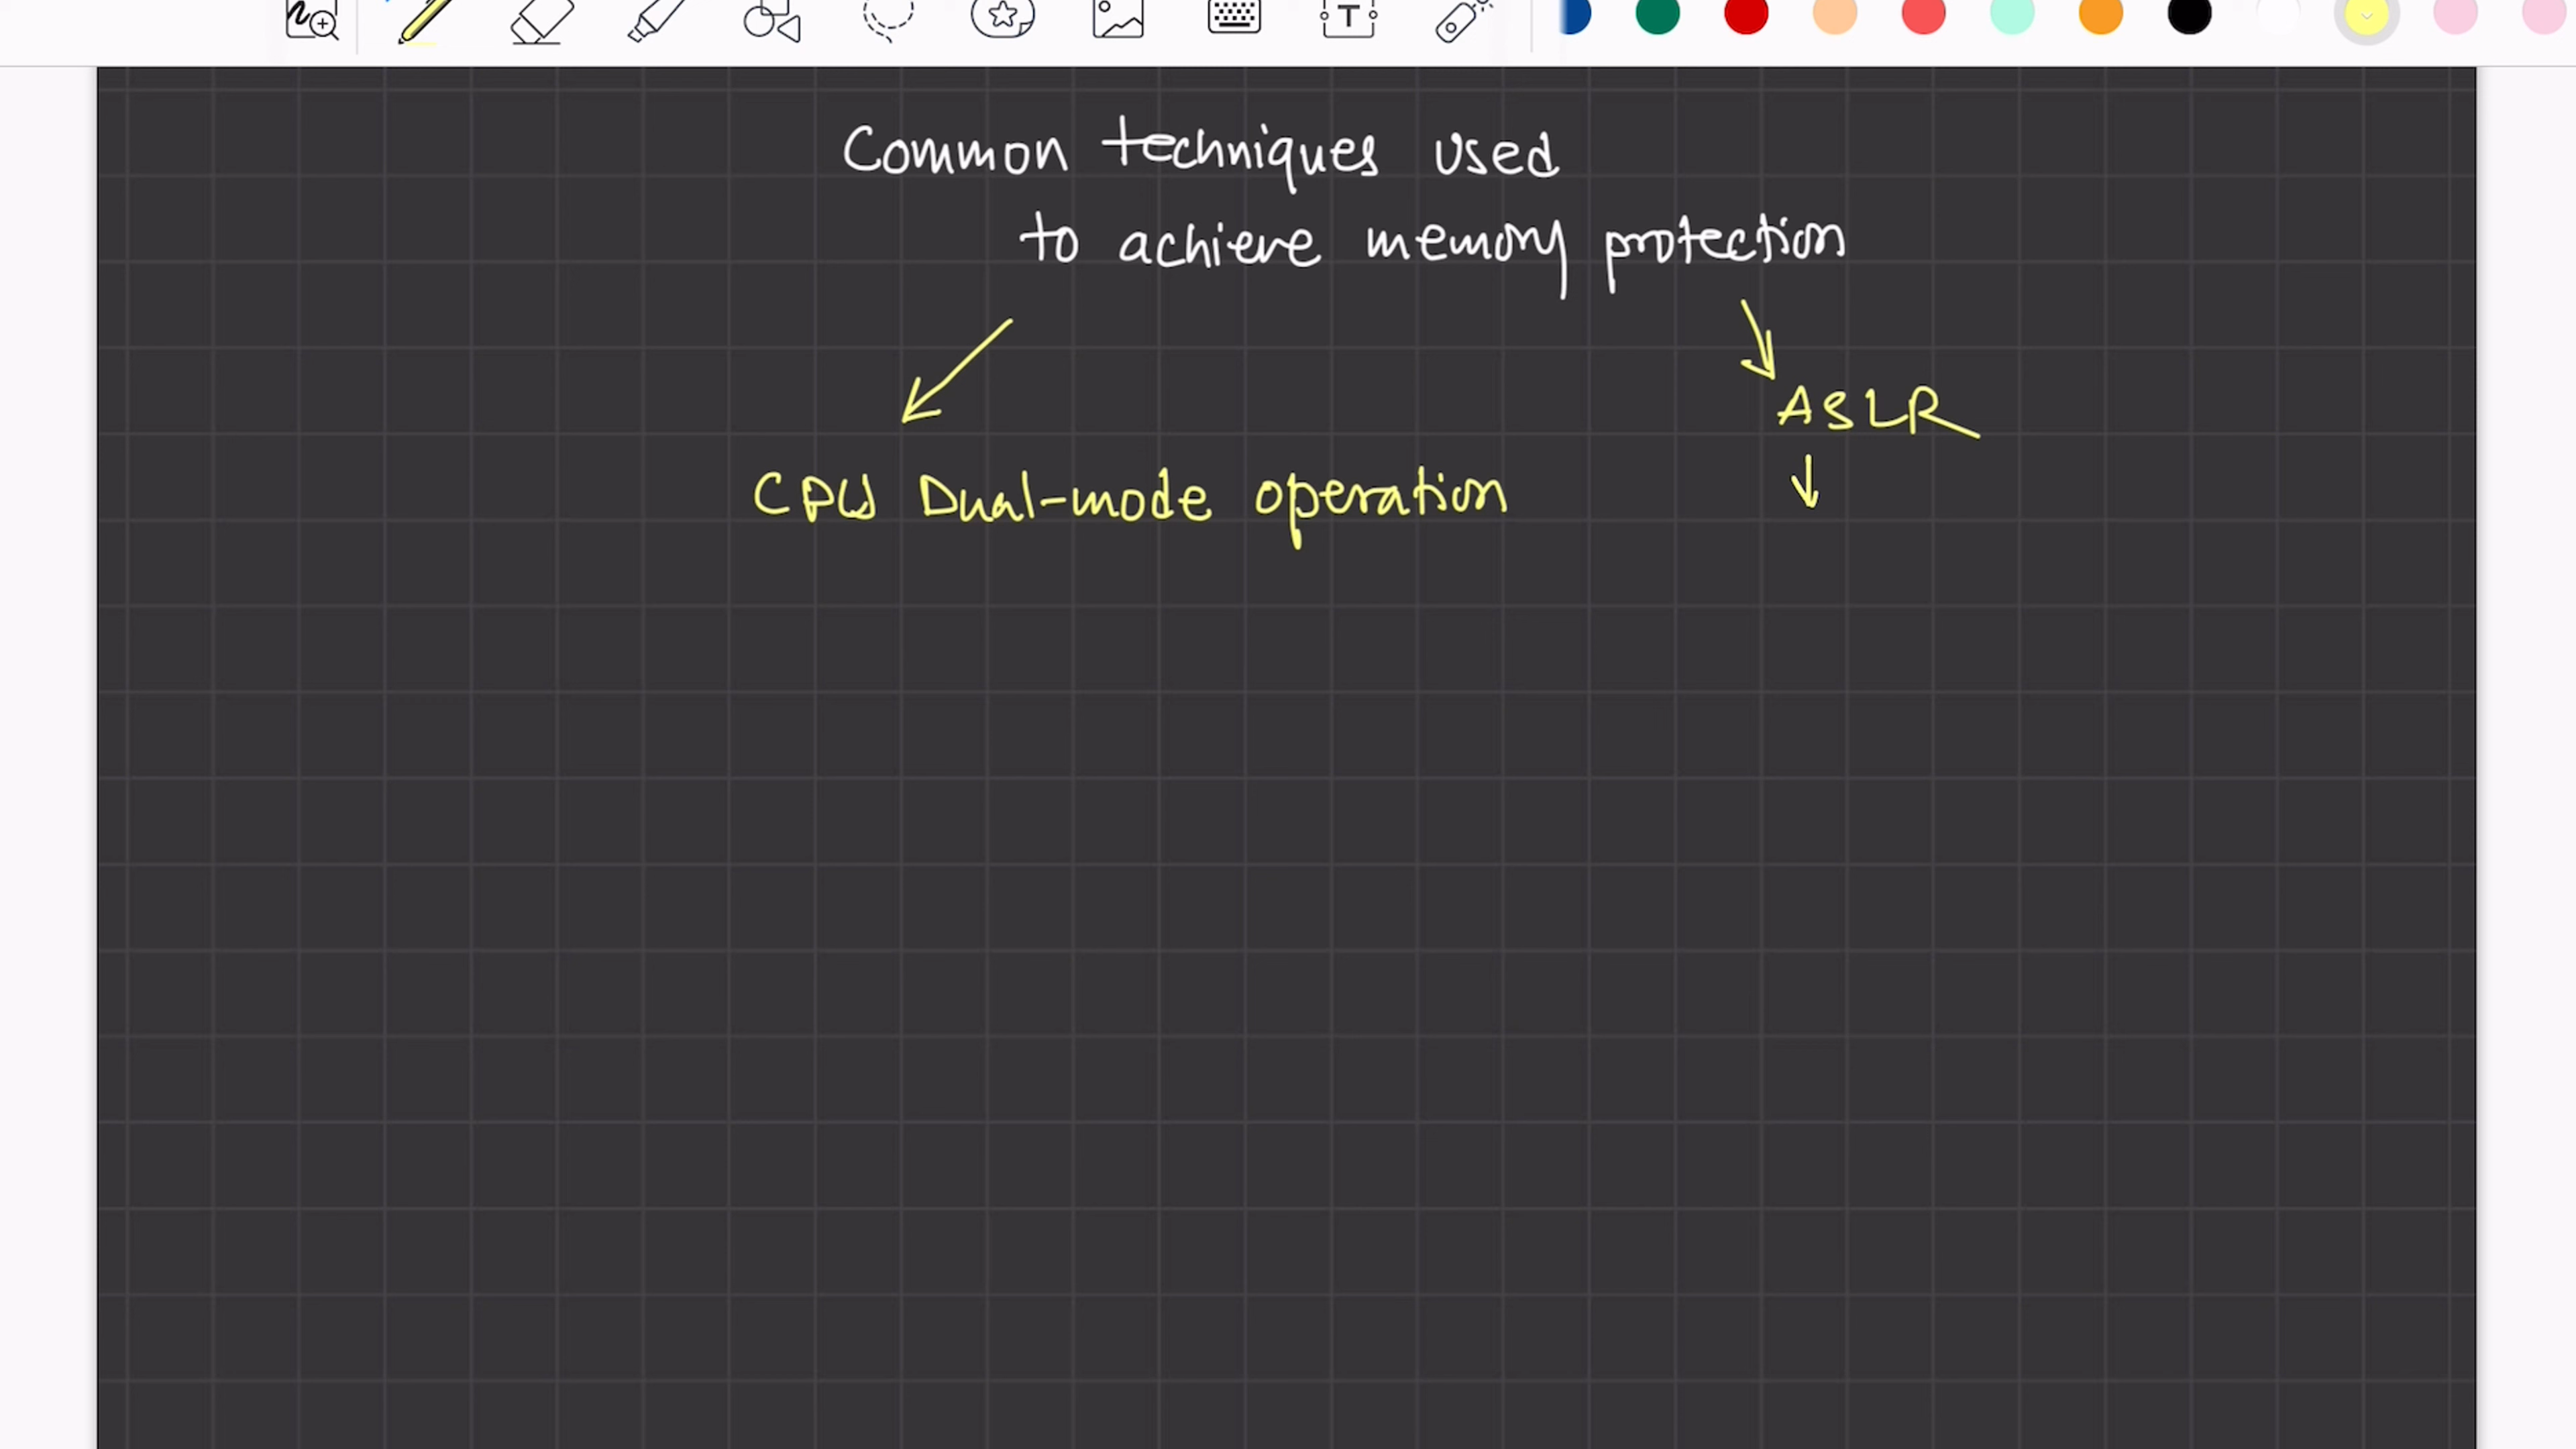 Common techniques used
to achieve memory protection
ASLR
CPU Dual-mode operation